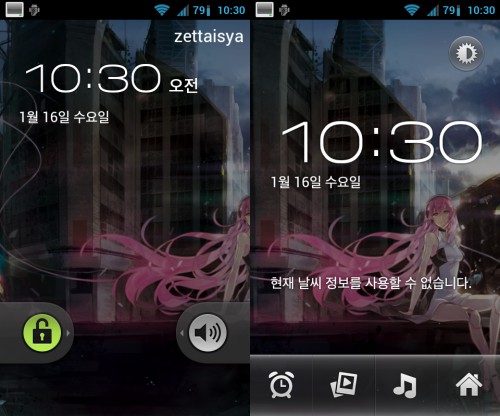 79 10:30
zettaisya
10:30 오전
1월 16일 수요일
79 10:30
10:30
1월 16일 수요일
현재 날씨 정보를 사용할 수 없습니다.